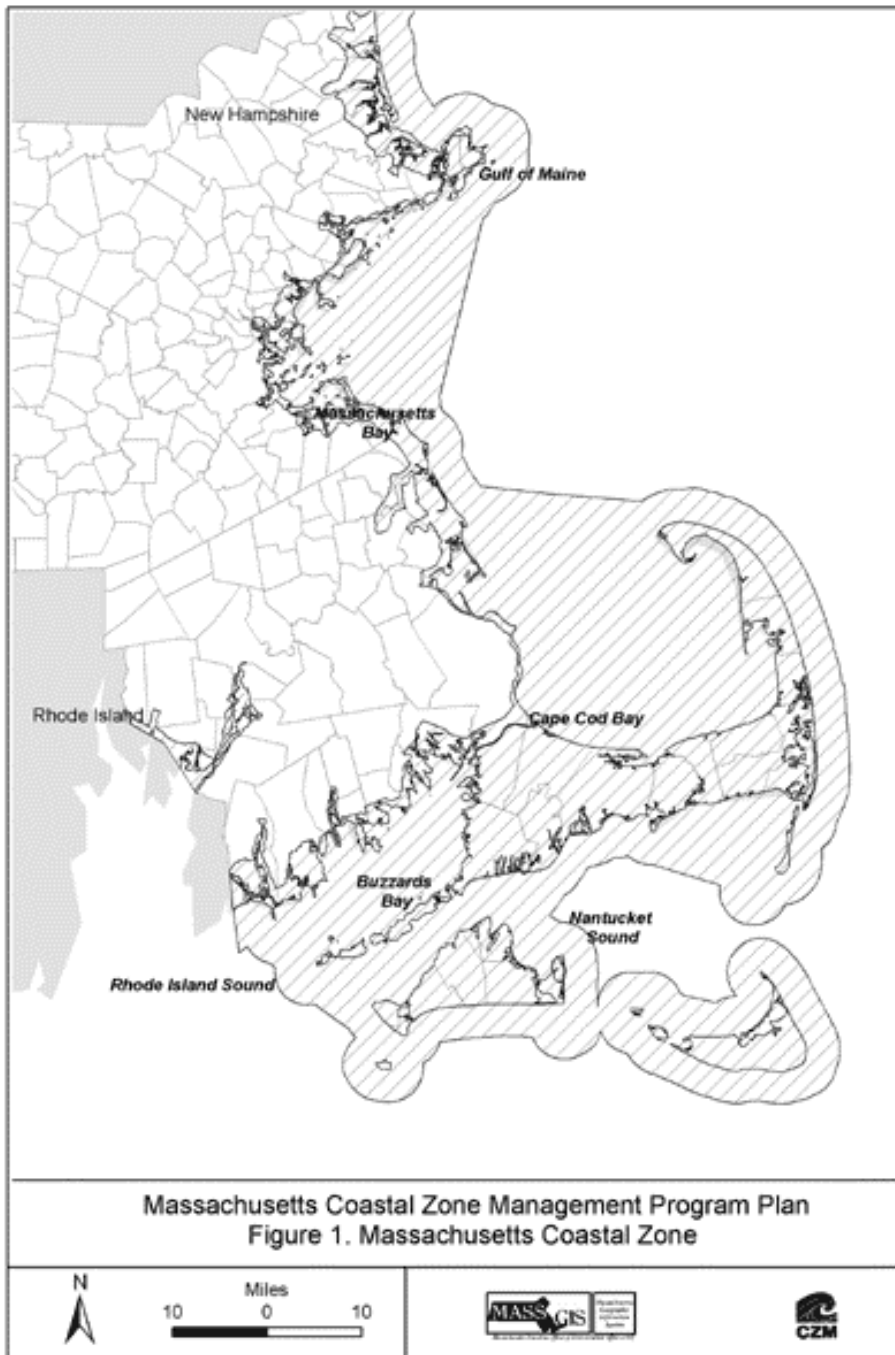 New Hampshire
Gulf of Maine
Massachusetts
Bay
Rhode Island
Cape Cod Bay
Buzzards
Bay
Nantucket
Sound
Rhode Island Sound
Massachusetts Coastal Zone Management Program Plan
Figure 1. Massachusetts Coastal Zone
N
Miles
10 0 10
MASS GIS
CZM